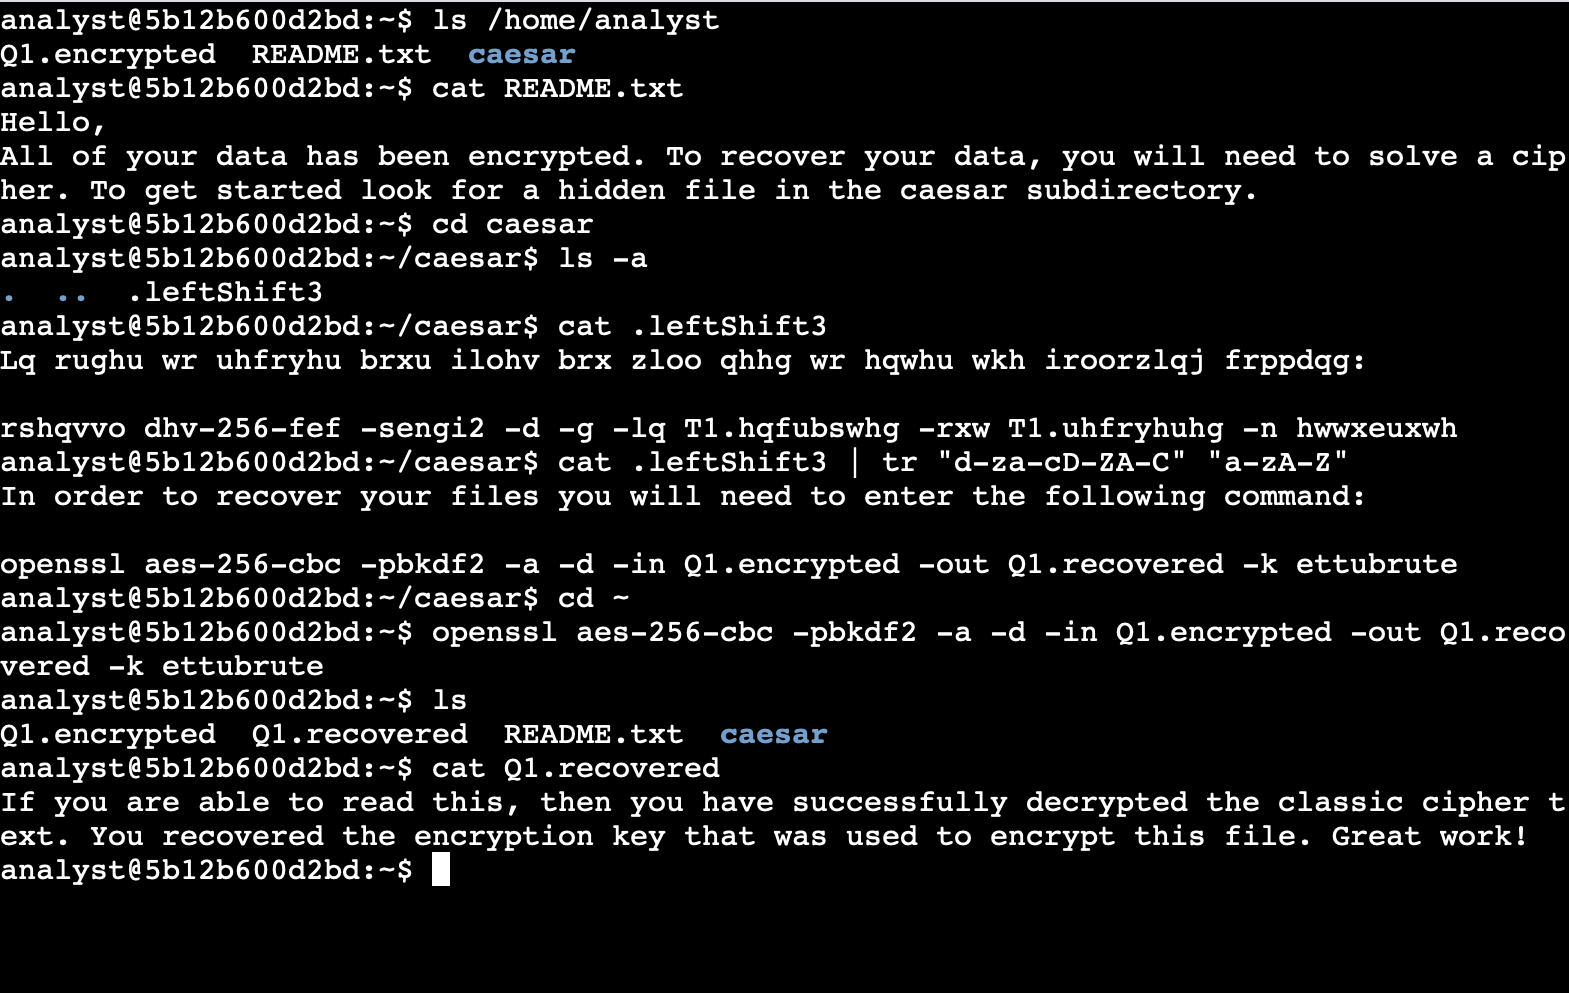 analyst@5b12b600d2bd:~$ ls /home/analyst
Q1.encrypted  README.txt  caesar
analyst@5b12b600d2bd:~$ cat README.txt
Hello,
All of your data has been encrypted. To recover your data, you will need to solve a cip
her. To get started look for a hidden file in the caesar subdirectory.
analyst@5b12b600d2bd:~$ cd caesar
analyst@5b12b600d2bd:~/caesar$ ls -a
.  ..  .leftShift3
analyst@5b12b600d2bd:~/caesar$ cat .leftShift3
Lq rughu wr uhfryhu brxu ilohv brx zloo qhhg wr hqwhu wkh iroorzlqj frppdqg:

rshqvvo dhv-256-fef -sengi2 -d -g -lq T1.hqfubswhg -rxw T1.uhfryhuhg -n hwwxeuxwh
analyst@5b12b600d2bd:~/caesar$ cat .leftShift3 | tr "d-za-cD-ZA-C" "a-zA-Z"
In order to recover your files you will need to enter the following command:

openssl aes-256-cbc -pbkdf2 -a -d -in Q1.encrypted -out Q1.recovered -k ettubrute
analyst@5b12b600d2bd:~/caesar$ cd ~
analyst@5b12b600d2bd:~$ openssl aes-256-cbc -pbkdf2 -a -d -in Q1.encrypted -out Q1.reco
vered -k ettubrute
analyst@5b12b600d2bd:~$ ls
Q1.encrypted  Q1.recovered  README.txt  caesar
analyst@5b12b600d2bd:~$ cat Q1.recovered
If you are able to read this, then you have successfully decrypted the classic cipher t
ext. You recovered the encryption key that was used to encrypt this file. Great work!
analyst@5b12b600d2bd:~$